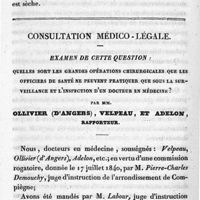 est sèche.
CONSULTATION MÉDICO-LÉGALE.
EXAMEN DE CETTE QUESTION :
QUELLES SONT LES GRANDES OPÉRATIONS CHIRURGICALES QUE LES
OFFICIERS DE SANTÉ NE PEUVENT PRATIQUER QUE SOUS LA SUR-
VEILLANCE ET L'INSPECTION D'UN DOCTEUR EN MÉDECINE?
PAR MM.
OLLIVIER (D'ANGERS), VELPEAU, ET ADELON,
RAPPORTEUR.
Nous, docteurs en médecine, soussignés : Velpeau,
Ollivier (d'Angers), Adelon, etc.; en vertu d'une commission
rogatoire, donnée le 17 juillet 1840, par M. Pierre-Charles
Demouchy, juge d'instruction de l'arrondissement de Com-
piègne;
Avons été mandés par M. Labour, juge d'instruction